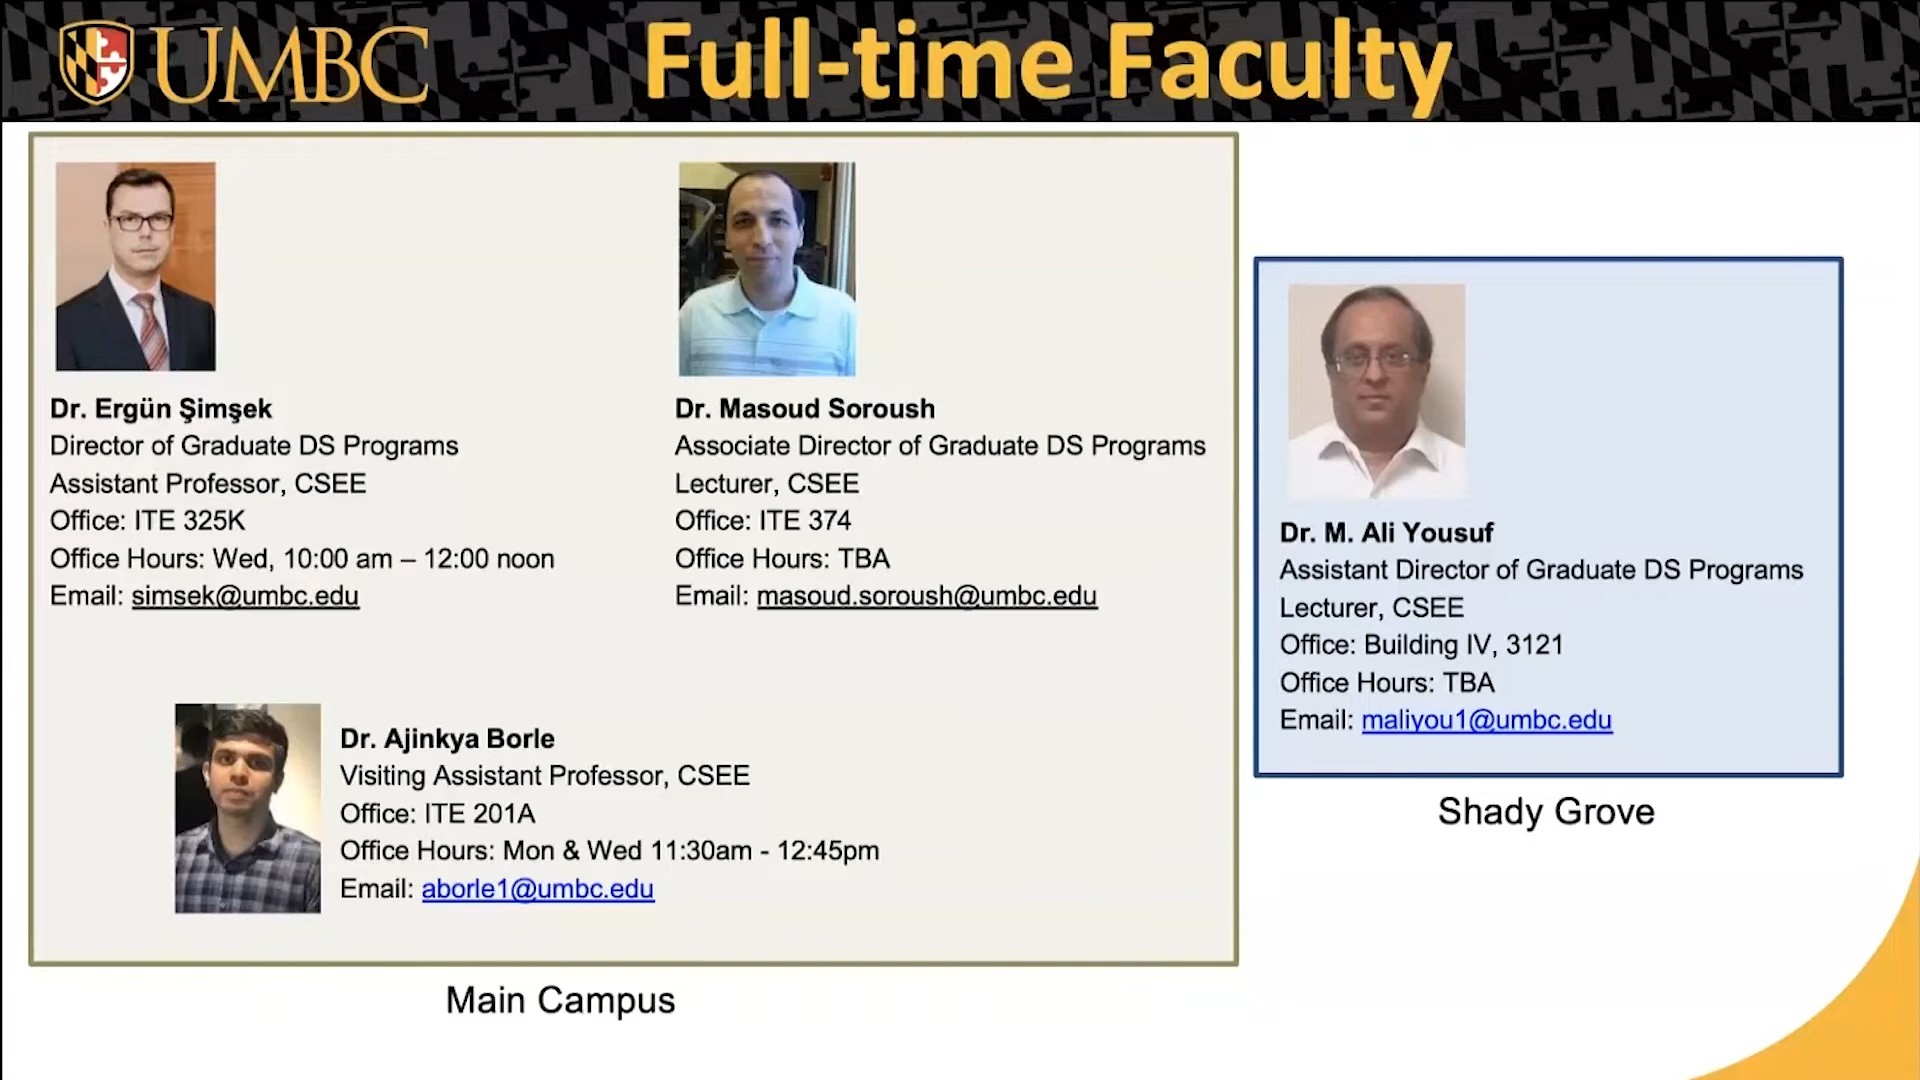 UMBC
Full-time Faculty
Dr. Ergün Şimşek
Director of Graduate DS Programs
Assistant Professor, CSEE
Office: ITE 325K
Office Hours: Wed, 10:00 am – 12:00 noon
Email: simsek@umbc.edu
Dr. Masoud Soroush
Associate Director of Graduate DS Programs
Lecturer, CSEE
Office: ITE 374
Office Hours: TBA
Email: masoud.soroush@umbc.edu
Dr. Ajinkya Borle
Visiting Assistant Professor, CSEE
Office: ITE 201A
Office Hours: Mon & Wed 11:30am - 12:45pm
Email: aborle1@umbc.edu
Main Campus
Dr. M. Ali Yousuf
Assistant Director of Graduate DS Programs
Lecturer, CSEE
Office: Building IV, 3121
Office Hours: TBA
Email: maliyou1@umbc.edu
Shady Grove